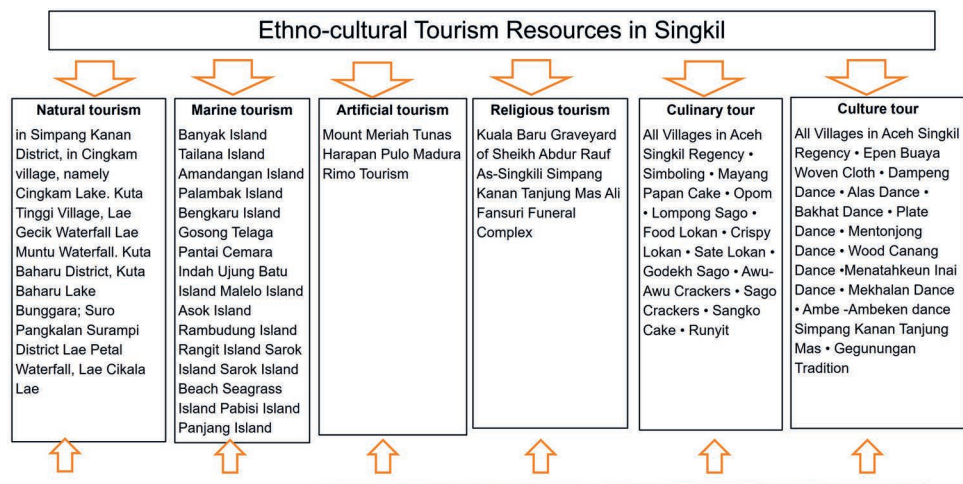 Ethno-cultural Tourism Resources in Singkil
Natural tourism
in Simpang Kanan
District, in Cingkam
village, namely
Cingkam Lake. Kuta
Tinggi Village, Lae
Gecik Waterfall Lae
Muntu Waterfall. Kuta
Baharu District, Kuta
Baharu Lake
Bunggara; Suro
Pangkalan Surampi
District Lae Petal
Waterfall, Lae Cikala
Lae
Marine tourism
Banyak Island
Tailana Island
Amandangan Island
Palambak Island
Bengkaru Island
Gosong Telaga
Pantai Cemara
Indah Ujung Batu
Island Malelo Island
Asok Island
Rambudung Island
Rangit Island Sarok
Island Sarok Island
Beach Seagrass
Island Pabisi Island
Panjang Island
Artificial tourism
Mount Meriah Tunas
Harapan Pulo Madura
Rimo Tourism
Religious tourism
Kuala Baru Graveyard
of Sheikh Abdur Rauf
As-Singkili Simpang
Kanan Tanjung Mas Ali
Fansuri Funeral
Complex
Culinary tour
All Villages in Aceh
Singkil Regency •
Simboling • Mayang
Papan Cake • Opom
• Lompong Sago •
Food Lokan • Crispy
Lokan • Sate Lokan •
Godekh Sago • Awu-
Awu Crackers • Sago
Crackers • Sangko
Cake • Runyit
Culture tour
All Villages in Aceh Singkil
Regency • Epen Buaya
Woven Cloth • Dampeng
Dance • Alas Dance •
Bakhat Dance • Plate
Dance • Mentonjong
Dance • Wood Canang
Dance •Menatahkeun Inai
Dance • Mekhalan Dance
• Ambe -Ambeken dance
Simpang Kanan Tanjung
Mas • Gegunungan
Tradition